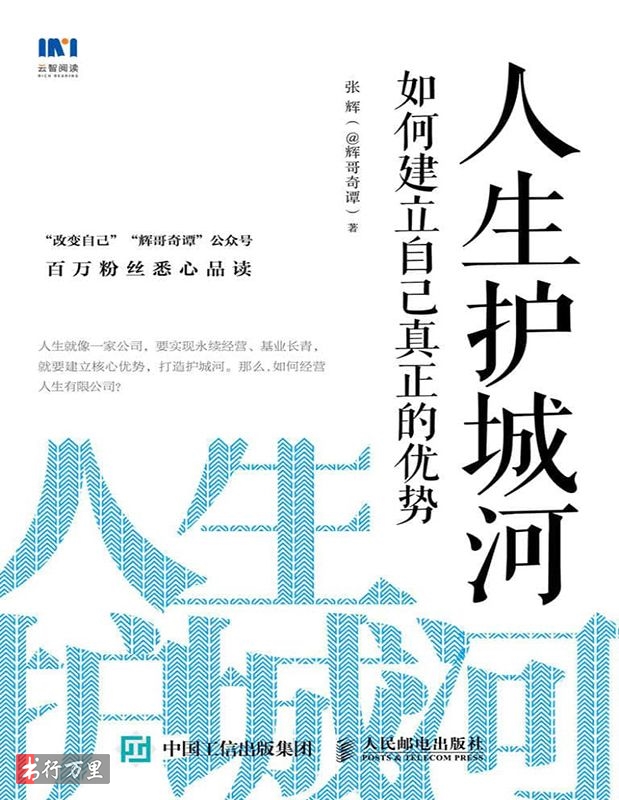 云智阅读
RICH READING
人生护城河
如何建立自己真正的优势
张辉(@辉哥奇谭)著
“改变自己”“辉哥奇谭”公众号
百万粉丝悉心品读
人生就像一家公司，要实现永续经营、基业长青，
就要建立核心优势，打造护城河。那么，如何经营
人生有限公司？
人生
护城河
中国工信出版集团
人民邮电出版社
POSTS & TELECOM PRESS
书行万里